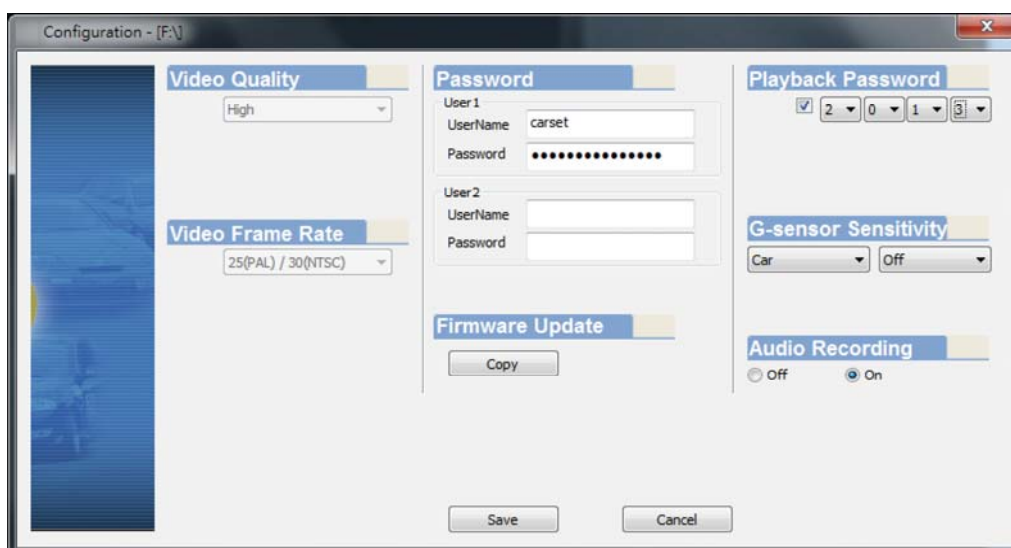 Configuration - [F:\]
Video Quality
High
Video Frame Rate
25(PAL) / 30(NTSC)
Password
User1
UserName carset
Password •••••••••••••••
User2
UserName
Password
Firmware Update
Copy
Playback Password
2 0 1 3
G-sensor Sensitivity
Car Off
Audio Recording
Off On
Save Cancel